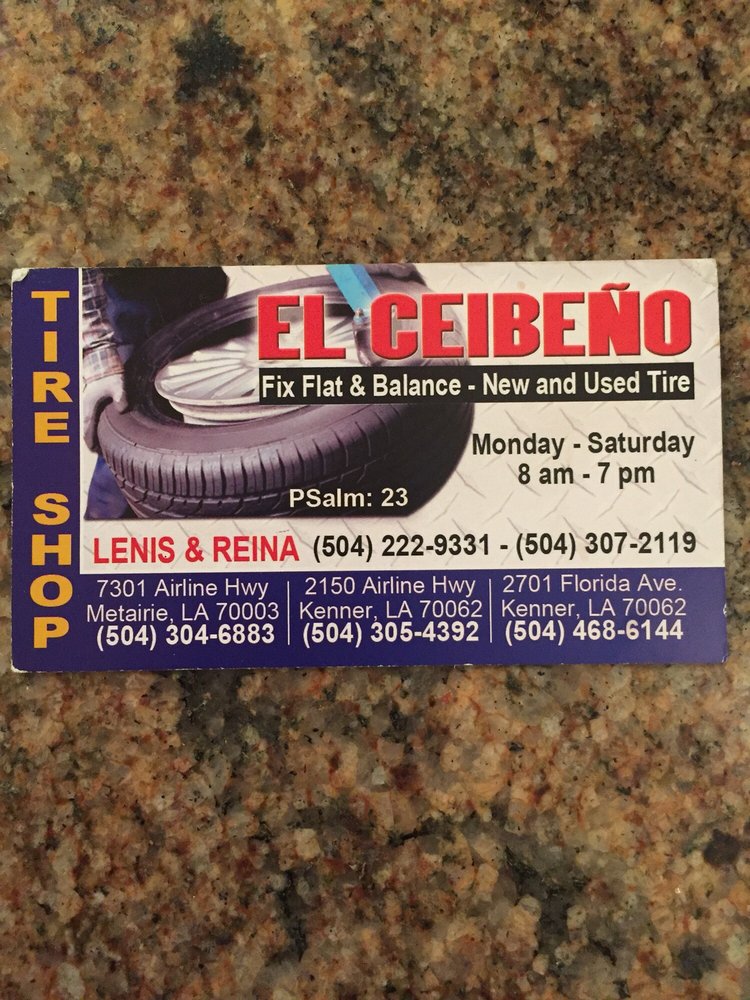 TIRE SHOP
EL CEIBEÑO
Fix Flat & Balance - New and Used Tire
Monday - Saturday
8 am - 7 pm
PSalm: 23
LENIS & REINA (504) 222-9331 - (504) 307-2119
7301 Airline Hwy
Metairie, LA 70003
(504) 304-6883
2150 Airline Hwy
Kenner, LA 70062
(504) 305-4392
2701 Florida Ave.
Kenner, LA 70062
(504) 468-6144